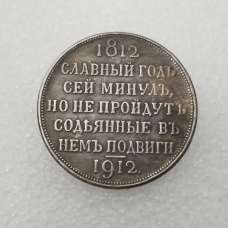 1812
СЛАВНЫЙ ГОДЪ
СЕЙ МИНУЛЪ,
НО НЕ ПРОЙДУТЪ
СОДѢЯННЫЕ ВЪ
НЕМЪ ПОДВИГИ
1912.